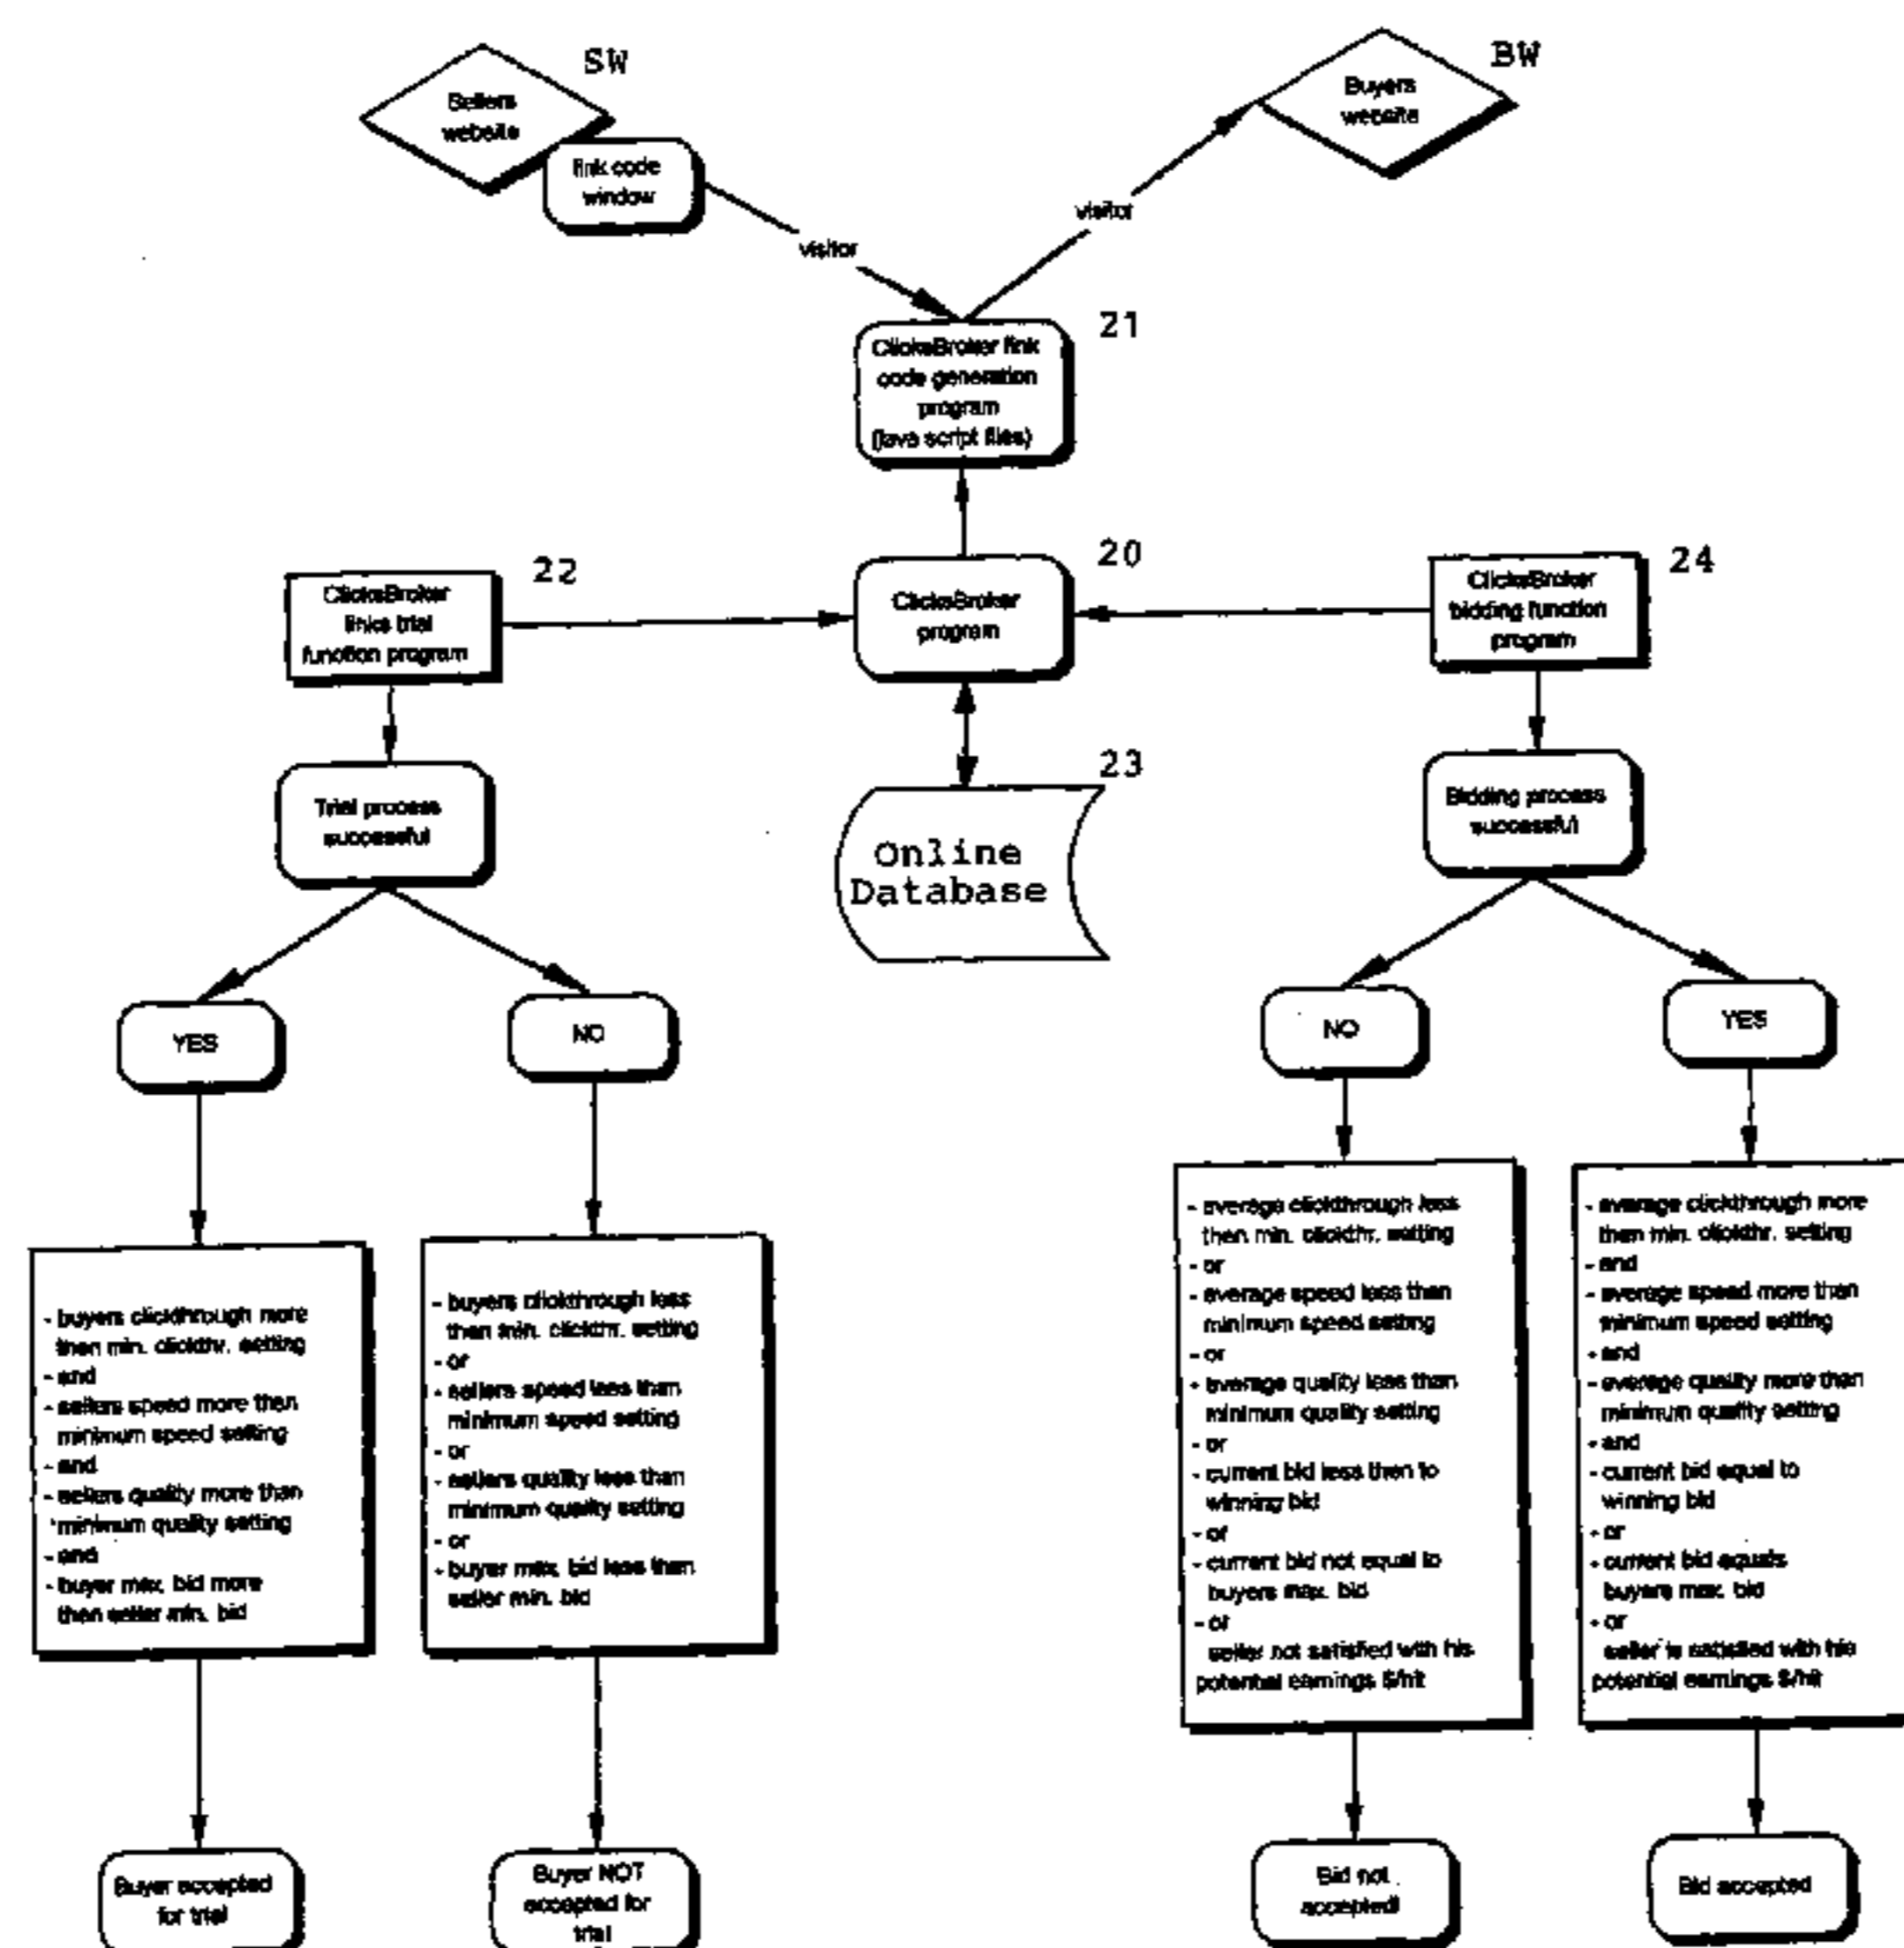 SW
Sellers
website
link code
window
BW
Buyers
website
visitor
visitor
21
ClicksBroker link
code generation
program
(java script files)
22
ClicksBroker
links trial
function program
20
ClicksBroker
program
24
ClicksBroker
bidding function
program
Trial process
successful
23
Online
Database
Bidding process
successful
YES
NO
NO
YES
- buyers clickthrough more
then min. clickthr. setting
- and
- sellers speed more than
minimum speed setting
- and
- sellers quality more than
minimum quality setting
- and
- buyer max. bid more
then seller min. bid
- buyers clickthrough less
than min. clickthr. setting
- or
- sellers speed less than
minimum speed setting
- or
- sellers quality less than
minimum quality setting
- or
- buyer max. bid less than
seller min. bid
- average clickthrough less
then min. clickthr. setting
- or
- average speed less than
minimum speed setting
- or
- average quality less than
minimum quality setting
- or
- current bid less then to
winning bid
- or
- current bid not equal to
buyers max. bid
- or
seller not satisfied with his
potential earnings $/hit
- average clickthrough more
then min. clickthr. setting
- and
- average speed more than
minimum speed setting
- and
- average quality more than
minimum quality setting
- and
- current bid equal to
winning bid
- or
- current bid equals
buyers max. bid
- or
seller is satisfied with his
potential earnings $/hit
Buyer accepted
for trial
Buyer NOT
accepted for
trial
Bid not
accepted!
Bid accepted